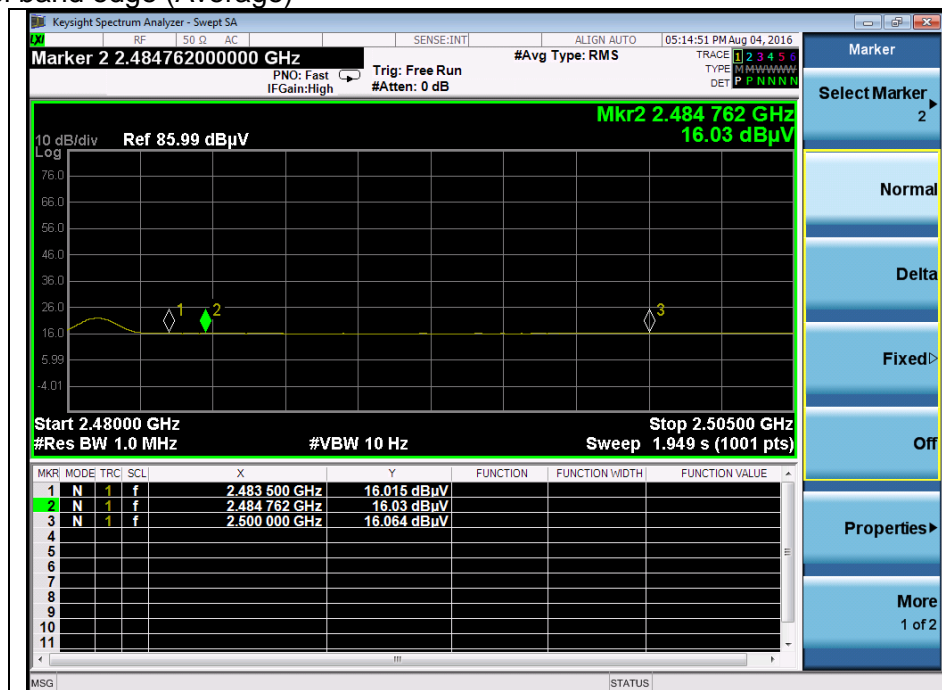 band edge (Average)
Keysight Spectrum Analyzer - Swept SA
LXI RF 50 Ω AC SENSE:INT ALIGN AUTO 05:14:51 PM Aug 04, 2016
Marker 2 2.484762000000 GHz #Avg Type: RMS TRACE 1 2 3 4 5 6
PNO: Fast Trig: Free Run TYPE M M W W W W
IFGain:High #Atten: 0 dB DET P P N N N N
Mkr2 2.484 762 GHz
10 dB/div Ref 85.99 dBµV 16.03 dBµV
Log
76.0
66.0
56.0
46.0
36.0
26.0
1 2 3
16.0
5.99
-4.01
Start 2.48000 GHz Stop 2.50500 GHz
#Res BW 1.0 MHz #VBW 10 Hz Sweep 1.949 s (1001 pts)
MKR MODE TRC SCL X Y FUNCTION FUNCTION WIDTH FUNCTION VALUE
1 N 1 f 2.483 500 GHz 16.015 dBµV
2 N 1 f 2.484 762 GHz 16.03 dBµV
3 N 1 f 2.500 000 GHz 16.064 dBµV
4
5
6
7
8
9
10
11
MSG STATUS
Marker
Select Marker
2
Normal
Delta
Fixed
Off
Properties
More
1 of 2